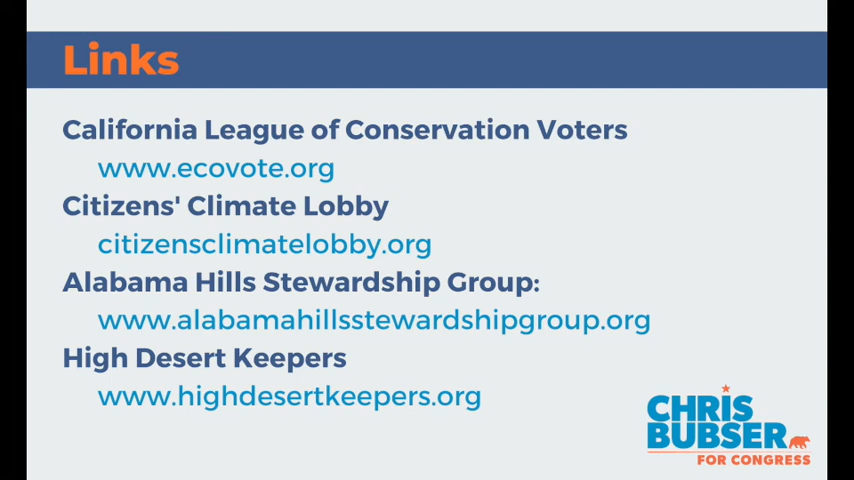 Links
California League of Conservation Voters
www.ecovote.org
Citizens' Climate Lobby
citizensclimatelobby.org
Alabama Hills Stewardship Group:
www.alabamahillsstewardshipgroup.org
High Desert Keepers
www.highdesertkeepers.org
CHRIS
BUBSER
FOR CONGRESS